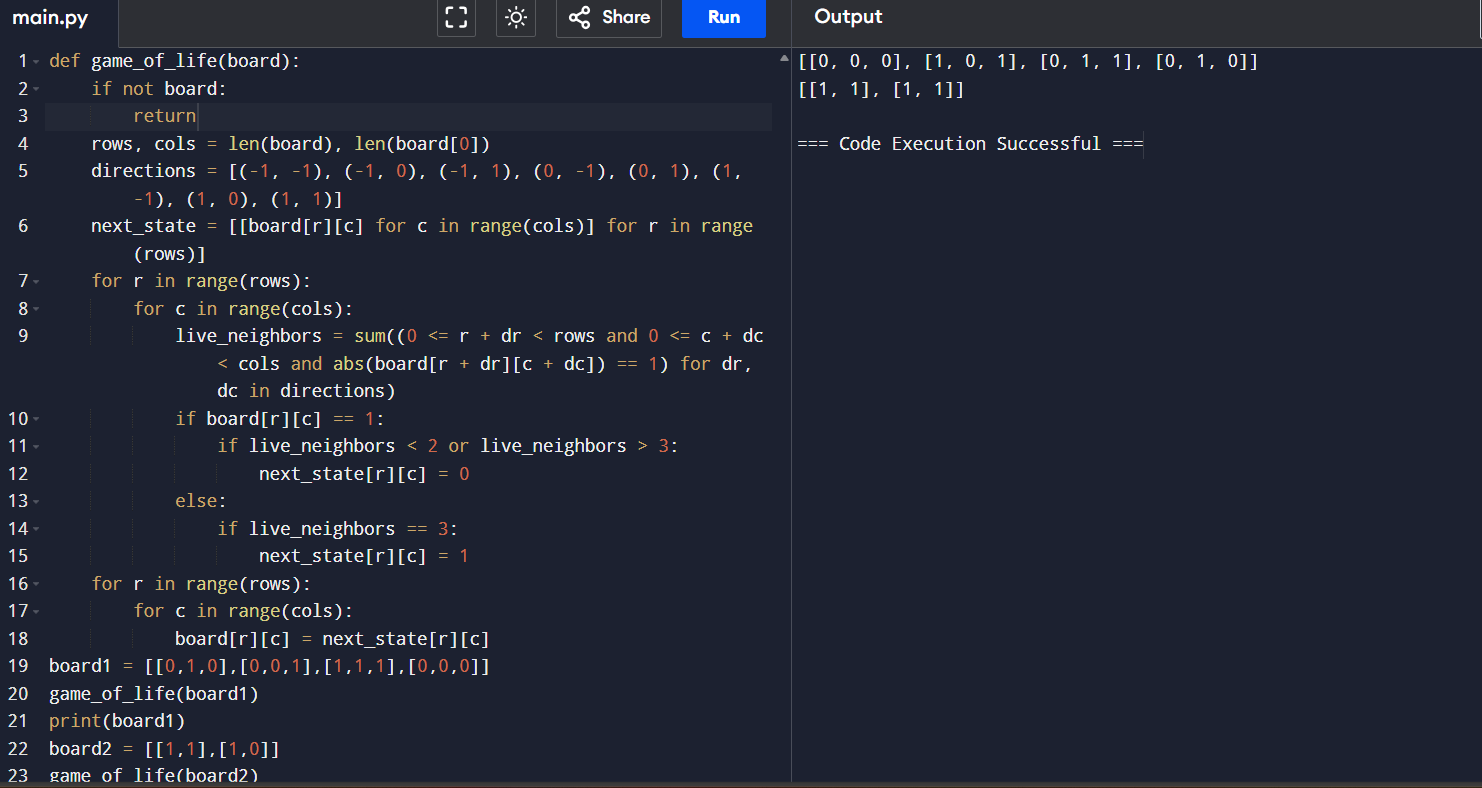 main.py Share Run Output
1 def game_of_life(board):
2     if not board:
3         return
4     rows, cols = len(board), len(board[0])
5     directions = [(-1, -1), (-1, 0), (-1, 1), (0, -1), (0, 1), (1,
        -1), (1, 0), (1, 1)]
6     next_state = [[board[r][c] for c in range(cols)] for r in range
        (rows)]
7     for r in range(rows):
8         for c in range(cols):
9             live_neighbors = sum((0 <= r + dr < rows and 0 <= c + dc
                < cols and abs(board[r + dr][c + dc]) == 1) for dr,
                dc in directions)
10             if board[r][c] == 1:
11                 if live_neighbors < 2 or live_neighbors > 3:
12                     next_state[r][c] = 0
13             else:
14                 if live_neighbors == 3:
15                     next_state[r][c] = 1
16     for r in range(rows):
17         for c in range(cols):
18             board[r][c] = next_state[r][c]
19 board1 = [[0,1,0],[0,0,1],[1,1,1],[0,0,0]]
20 game_of_life(board1)
21 print(board1)
22 board2 = [[1,1],[1,0]]
23 game_of_life(board2)
[[0, 0, 0], [1, 0, 1], [0, 1, 1], [0, 1, 0]]
[[1, 1], [1, 1]]
=== Code Execution Successful ===